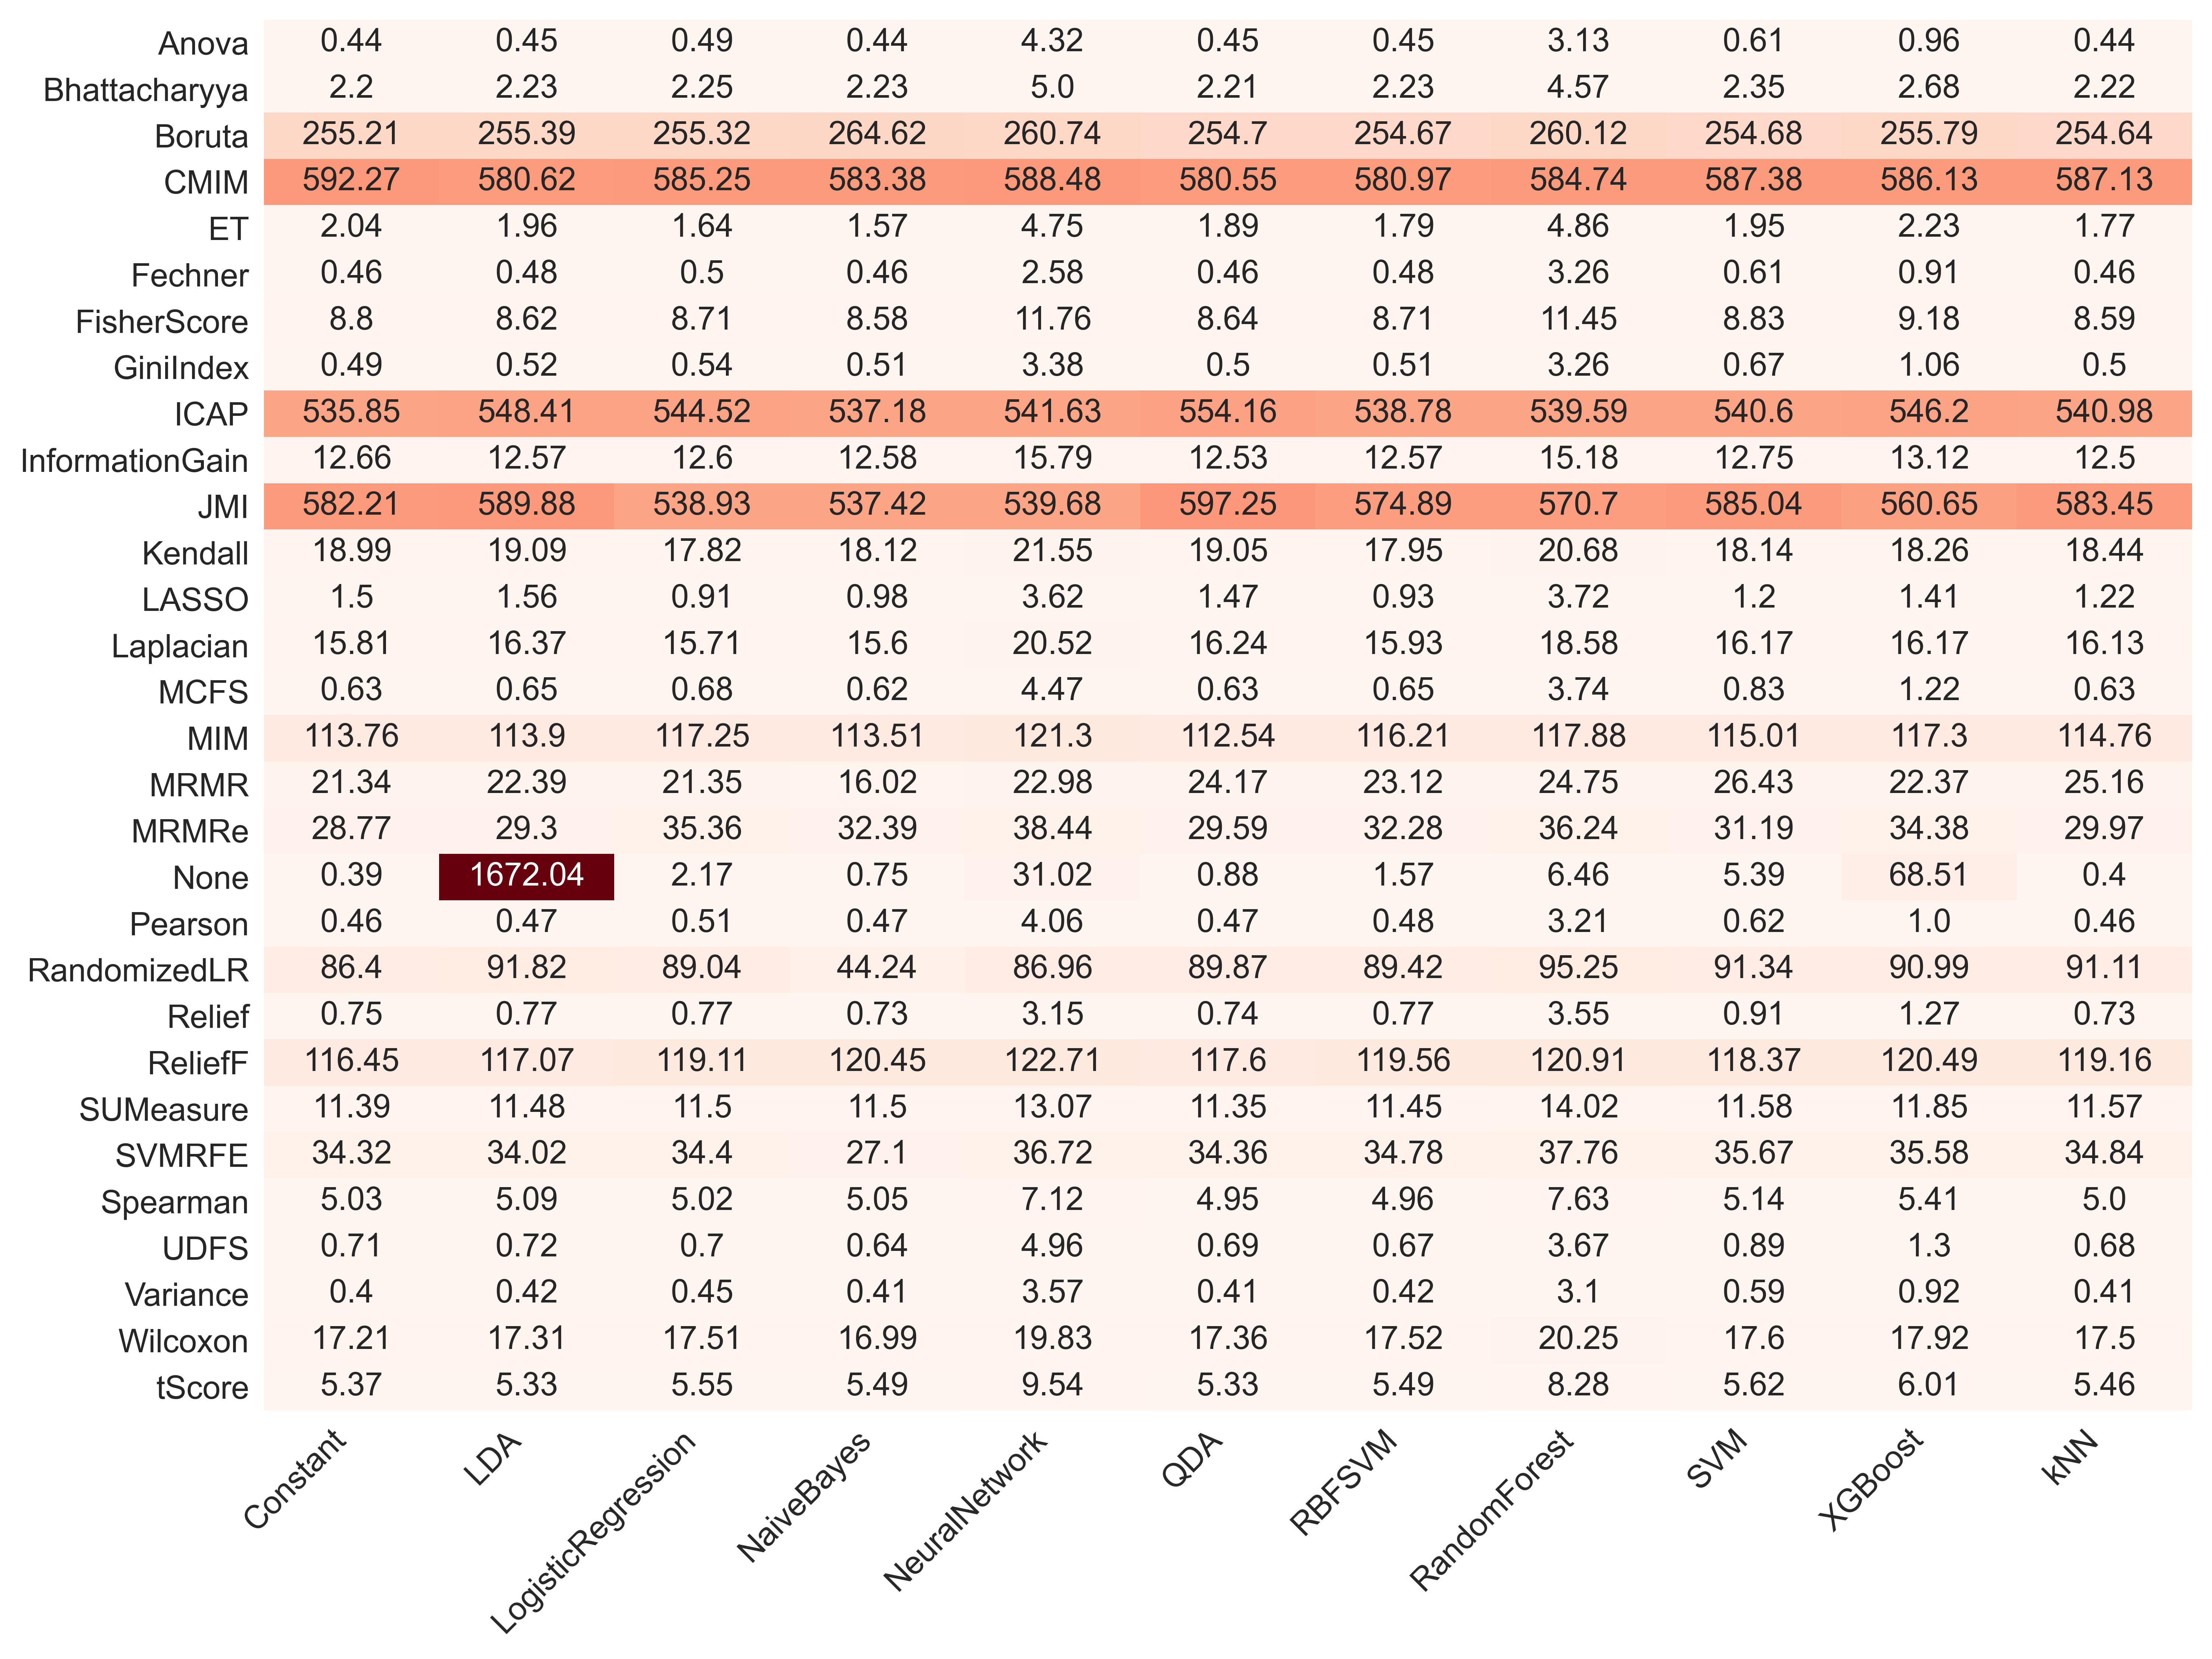 Anova 0.44 0.45 0.49 0.44 4.32 0.45 0.45 3.13 0.61 0.96 0.44
Bhattacharyya 2.2 2.23 2.25 2.23 5.0 2.21 2.23 4.57 2.35 2.68 2.22
Boruta 255.21 255.39 255.32 264.62 260.74 254.7 254.67 260.12 254.68 255.79 254.64
CMIM 592.27 580.62 585.25 583.38 588.48 580.55 580.97 584.74 587.38 586.13 587.13
ET 2.04 1.96 1.64 1.57 4.75 1.89 1.79 4.86 1.95 2.23 1.77
Fechner 0.46 0.48 0.5 0.46 2.58 0.46 0.48 3.26 0.61 0.91 0.46
FisherScore 8.8 8.62 8.71 8.58 11.76 8.64 8.71 11.45 8.83 9.18 8.59
GiniIndex 0.49 0.52 0.54 0.51 3.38 0.5 0.51 3.26 0.67 1.06 0.5
ICAP 535.85 548.41 544.52 537.18 541.63 554.16 538.78 539.59 540.6 546.2 540.98
InformationGain 12.66 12.57 12.6 12.58 15.79 12.53 12.57 15.18 12.75 13.12 12.5
JMI 582.21 589.88 538.93 537.42 539.68 597.25 574.89 570.7 585.04 560.65 583.45
Kendall 18.99 19.09 17.82 18.12 21.55 19.05 17.95 20.68 18.14 18.26 18.44
LASSO 1.5 1.56 0.91 0.98 3.62 1.47 0.93 3.72 1.2 1.41 1.22
Laplacian 15.81 16.37 15.71 15.6 20.52 16.24 15.93 18.58 16.17 16.17 16.13
MCFS 0.63 0.65 0.68 0.62 4.47 0.63 0.65 3.74 0.83 1.22 0.63
MIM 113.76 113.9 117.25 113.51 121.3 112.54 116.21 117.88 115.01 117.3 114.76
MRMR 21.34 22.39 21.35 16.02 22.98 24.17 23.12 24.75 26.43 22.37 25.16
MRMRe 28.77 29.3 35.36 32.39 38.44 29.59 32.28 36.24 31.19 34.38 29.97
None 0.39 1672.04 2.17 0.75 31.02 0.88 1.57 6.46 5.39 68.51 0.4
Pearson 0.46 0.47 0.51 0.47 4.06 0.47 0.48 3.21 0.62 1.0 0.46
RandomizedLR 86.4 91.82 89.04 44.24 86.96 89.87 89.42 95.25 91.34 90.99 91.11
Relief 0.75 0.77 0.77 0.73 3.15 0.74 0.77 3.55 0.91 1.27 0.73
ReliefF 116.45 117.07 119.11 120.45 122.71 117.6 119.56 120.91 118.37 120.49 119.16
SUMeasure 11.39 11.48 11.5 11.5 13.07 11.35 11.45 14.02 11.58 11.85 11.57
SVMRFE 34.32 34.02 34.4 27.1 36.72 34.36 34.78 37.76 35.67 35.58 34.84
Spearman 5.03 5.09 5.02 5.05 7.12 4.95 4.96 7.63 5.14 5.41 5.0
UDFS 0.71 0.72 0.7 0.64 4.96 0.69 0.67 3.67 0.89 1.3 0.68
Variance 0.4 0.42 0.45 0.41 3.57 0.41 0.42 3.1 0.59 0.92 0.41
Wilcoxon 17.21 17.31 17.51 16.99 19.83 17.36 17.52 20.25 17.6 17.92 17.5
tScore 5.37 5.33 5.55 5.49 9.54 5.33 5.49 8.28 5.62 6.01 5.46
Constant LDA LogisticRegression NaiveBayes NeuralNetwork QDA RBFSVM RandomForest SVM XGBoost kNN